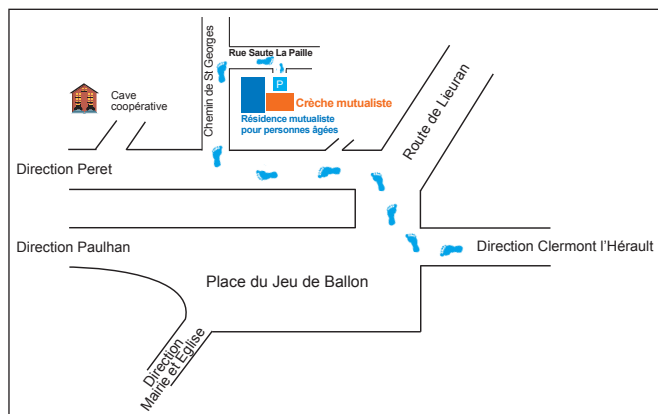 Rue Saute La Paille
Chemin de St Georges
P
Cave
coopérative
Crèche mutualiste
Résidence mutualiste
pour personnes âgées
Route de Lieuran
Direction Peret
Direction Paulhan
Direction Clermont l'Hérault
Place du Jeu de Ballon
Direction
Mairie et Eglise